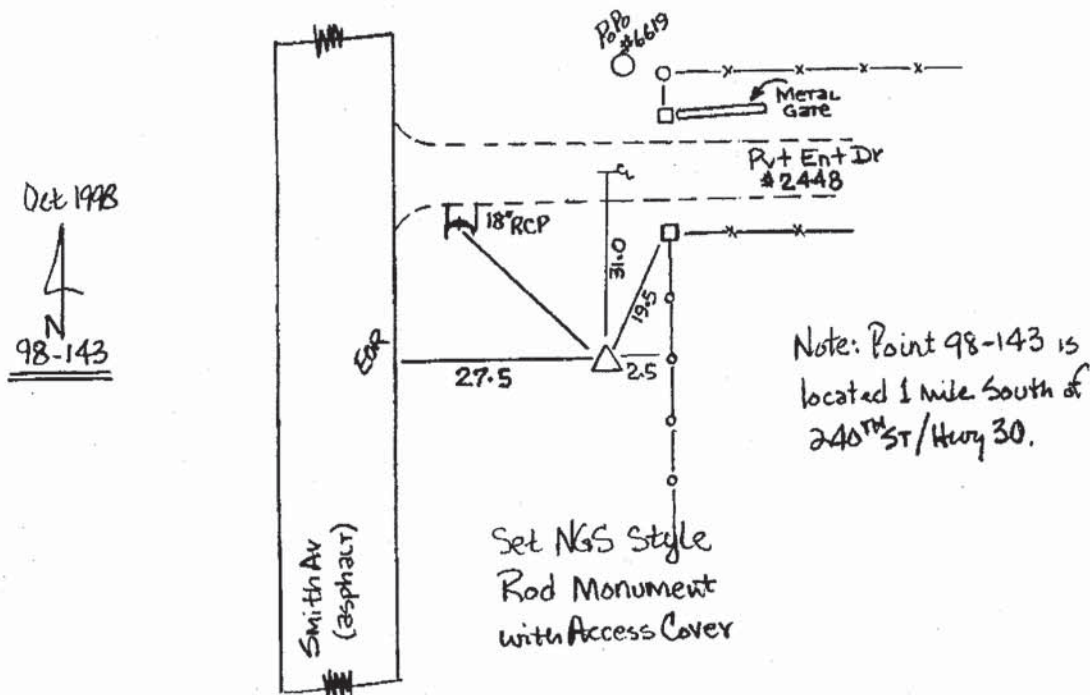 PoPo
#6619
Metal
Gate
Pvt Ent Dr
#2448
Oct 1998
N
98-143
CL
18" RCP
31.0
19.5
EOP
27.5
2.5
Note: Point 98-143 is
located 1 mile South of
240TH ST/Hwy 30.
Smith Av
(asphalt)
Set NGS Style
Rod Monument
with Access Cover